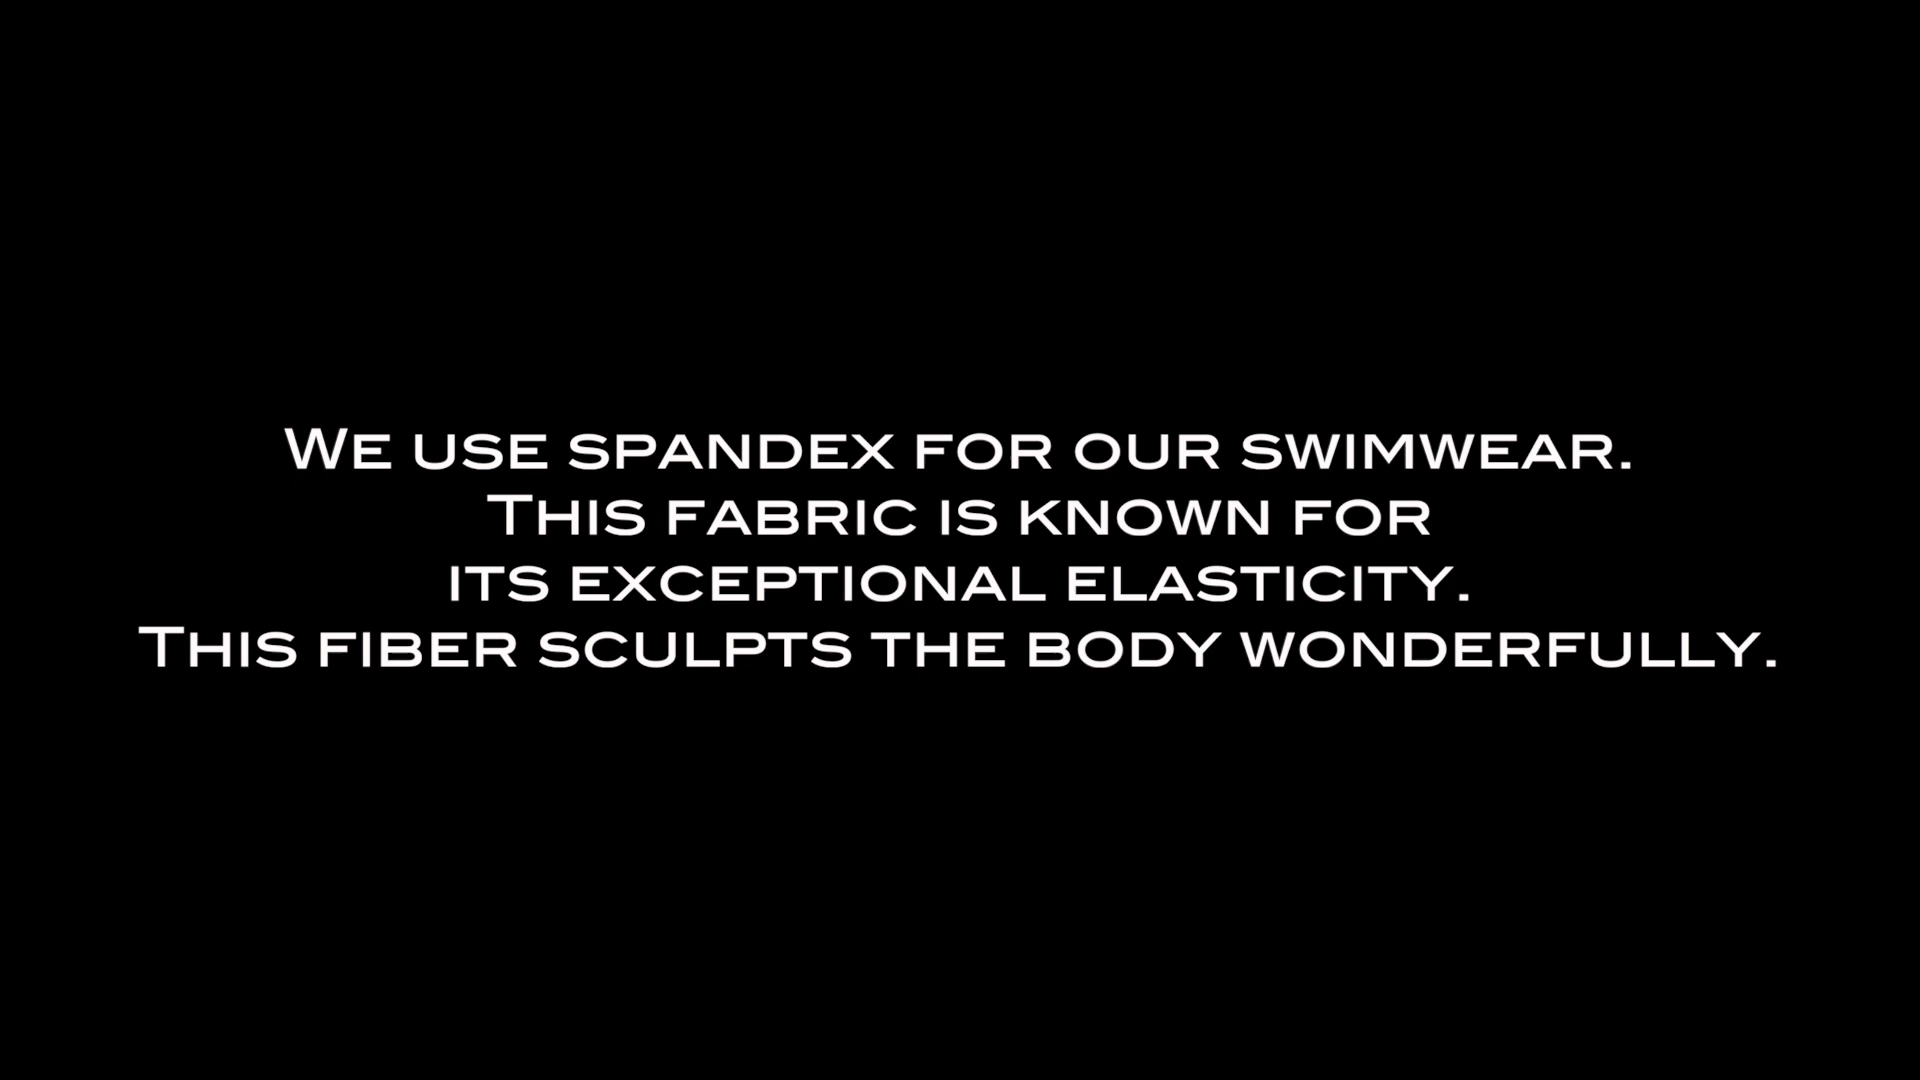 We use spandex for our swimwear.
This fabric is known for
its exceptional elasticity.
This fiber sculpts the body wonderfully.